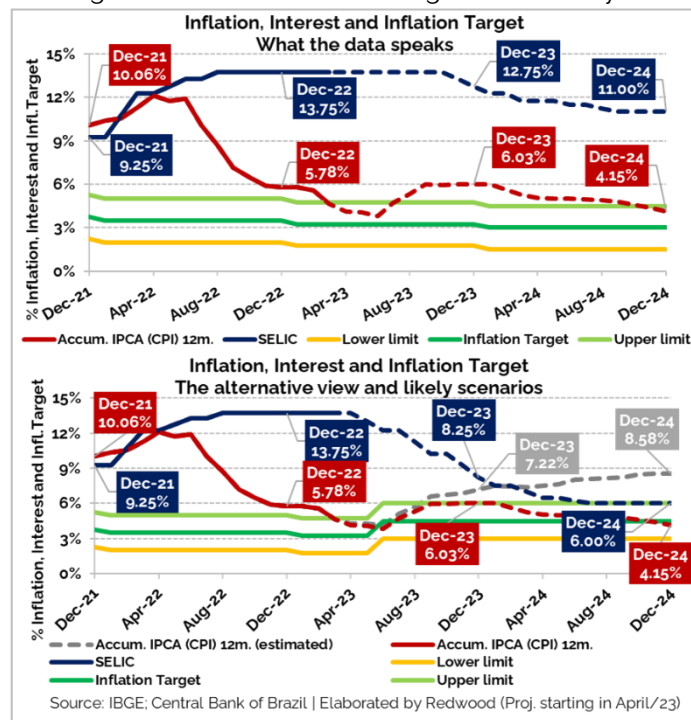 Inflation, Interest and Inflation Target
What the data speaks
% Inflation, Interest and Infl. Target
15%
12%
9%
6%
3%
0%
Dec-21
10.06%
Dec-21
9.25%
Dec-22
13.75%
Dec-22
5.78%
Dec-23
12.75%
Dec-23
6.03%
Dec-24
11.00%
Dec-24
4.15%
Dec-21
Apr-22
Aug-22
Dec-22
Apr-23
Aug-23
Dec-23
Apr-24
Aug-24
Dec-24
Accum. IPCA (CPI) 12m. SELIC Lower limit Inflation Target Upper limit
Inflation, Interest and Inflation Target
The alternative view and likely scenarios
% Inflation, Interest and Infl. Target
15%
12%
9%
6%
3%
0%
Dec-21
10.06%
Dec-21
9.25%
Dec-22
13.75%
Dec-22
5.78%
Dec-23
8.25%
Dec-23
7.22%
Dec-24
8.58%
Dec-23
6.03%
Dec-24
6.00%
Dec-24
4.15%
Dec-21
Apr-22
Aug-22
Dec-22
Apr-23
Aug-23
Dec-23
Apr-24
Aug-24
Dec-24
Accum. IPCA (CPI) 12m. (estimated) Accum. IPCA (CPI) 12m.
SELIC Lower limit
Inflation Target Upper limit
Source: IBGE; Central Bank of Brazil | Elaborated by Redwood (Proj. starting in April/23)